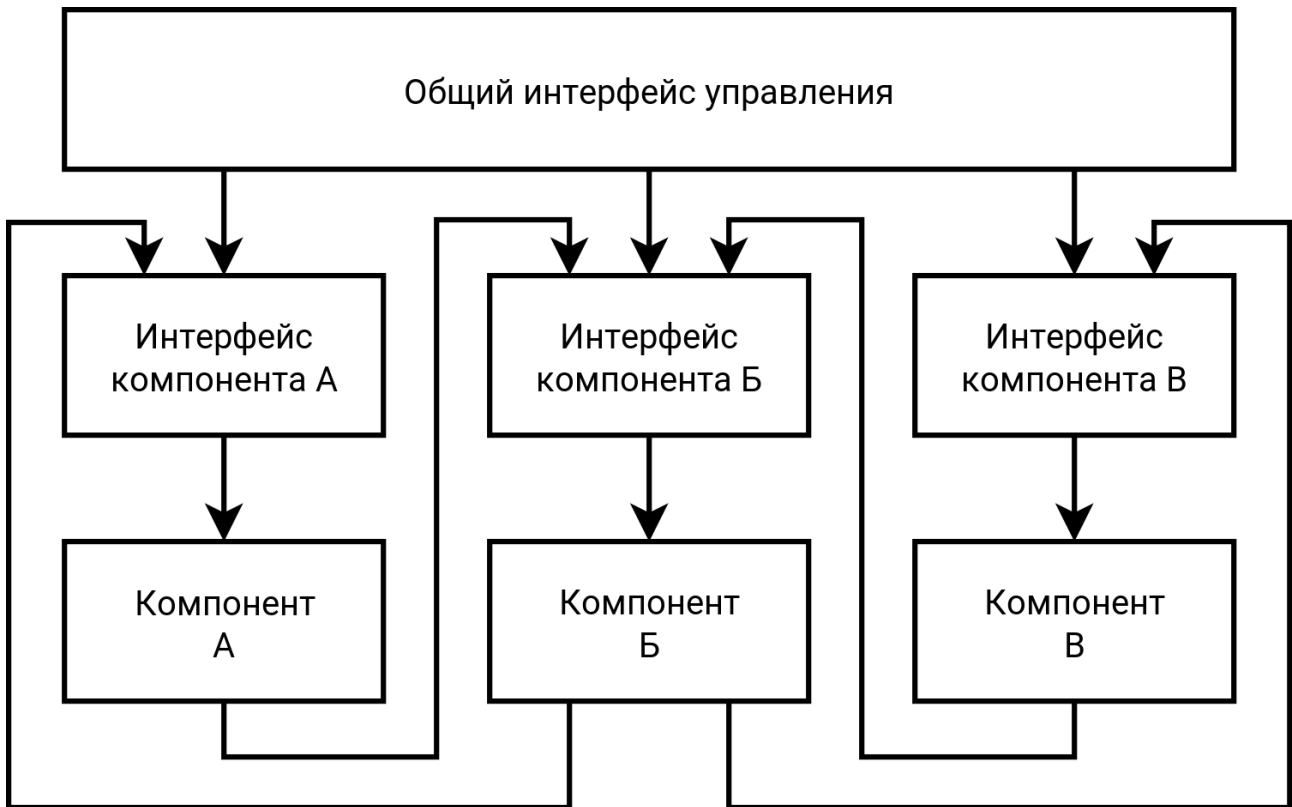 Общий интерфейс управления
Интерфейс
компонента А
Интерфейс
компонента Б
Интерфейс
компонента В
Компонент
А
Компонент
Б
Компонент
В